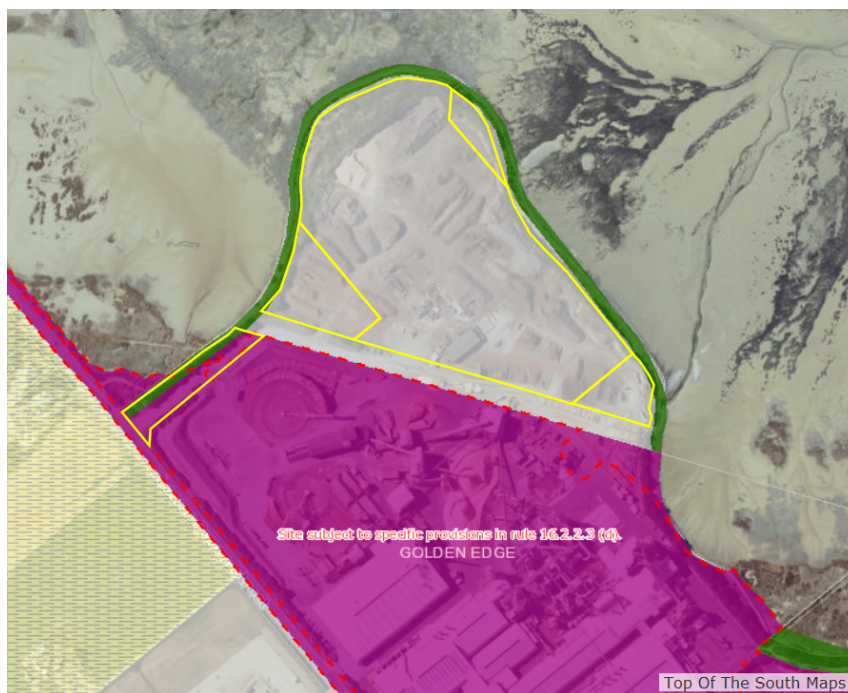 Site subject to specific provisions in rule 16.2.2.3 (d).
GOLDEN EDGE
Top Of The South Maps